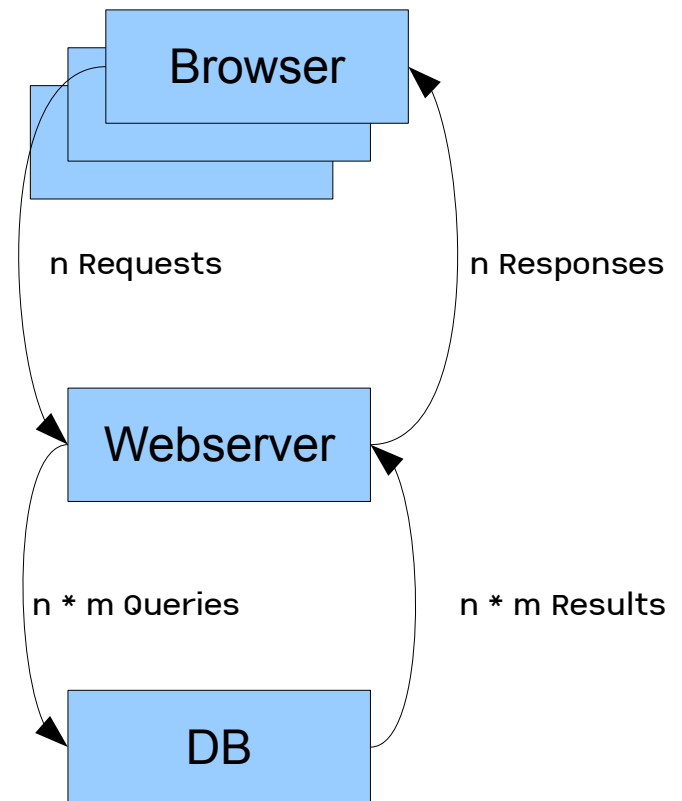 Browser
n Requests
n Responses
Webserver
n * m Queries
n * m Results
DB